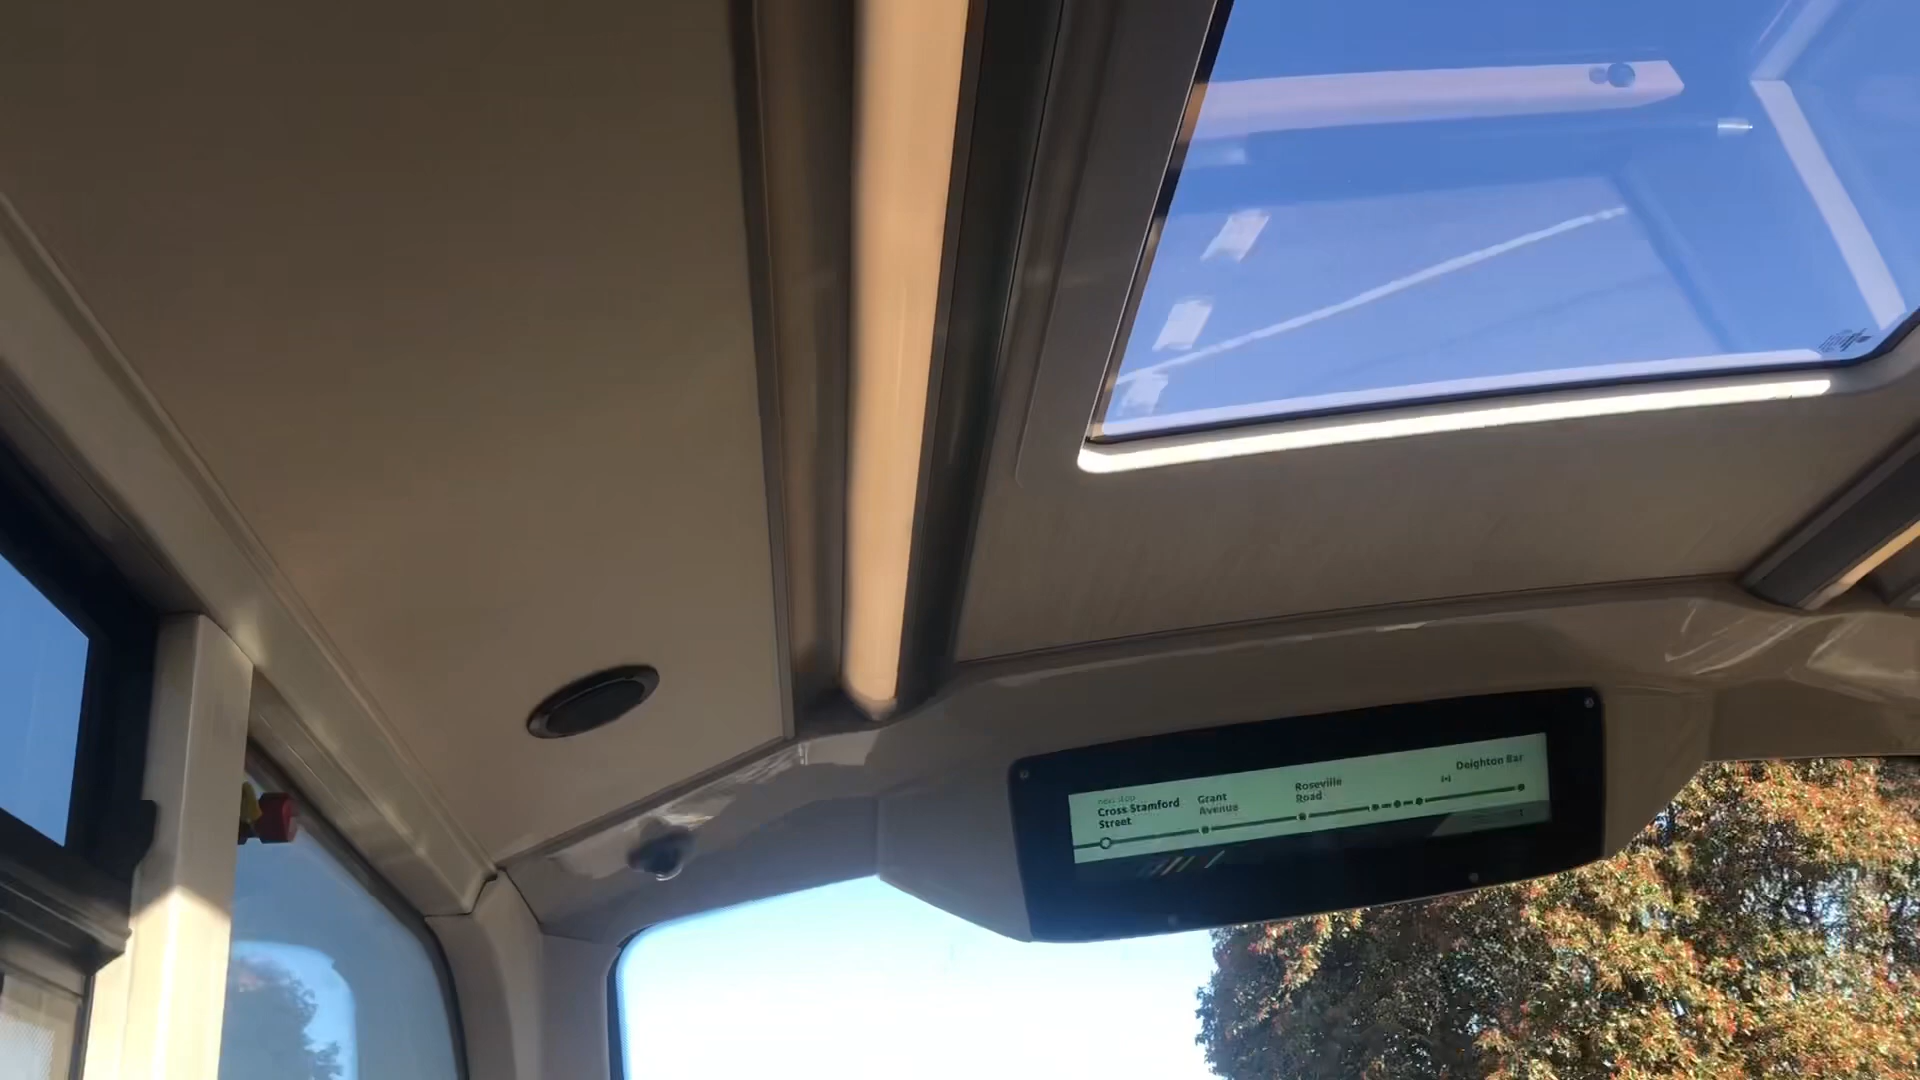 next stop
Cross Stamford
Street
Grant
Avenue
Roseville
Road
Deighton Bar